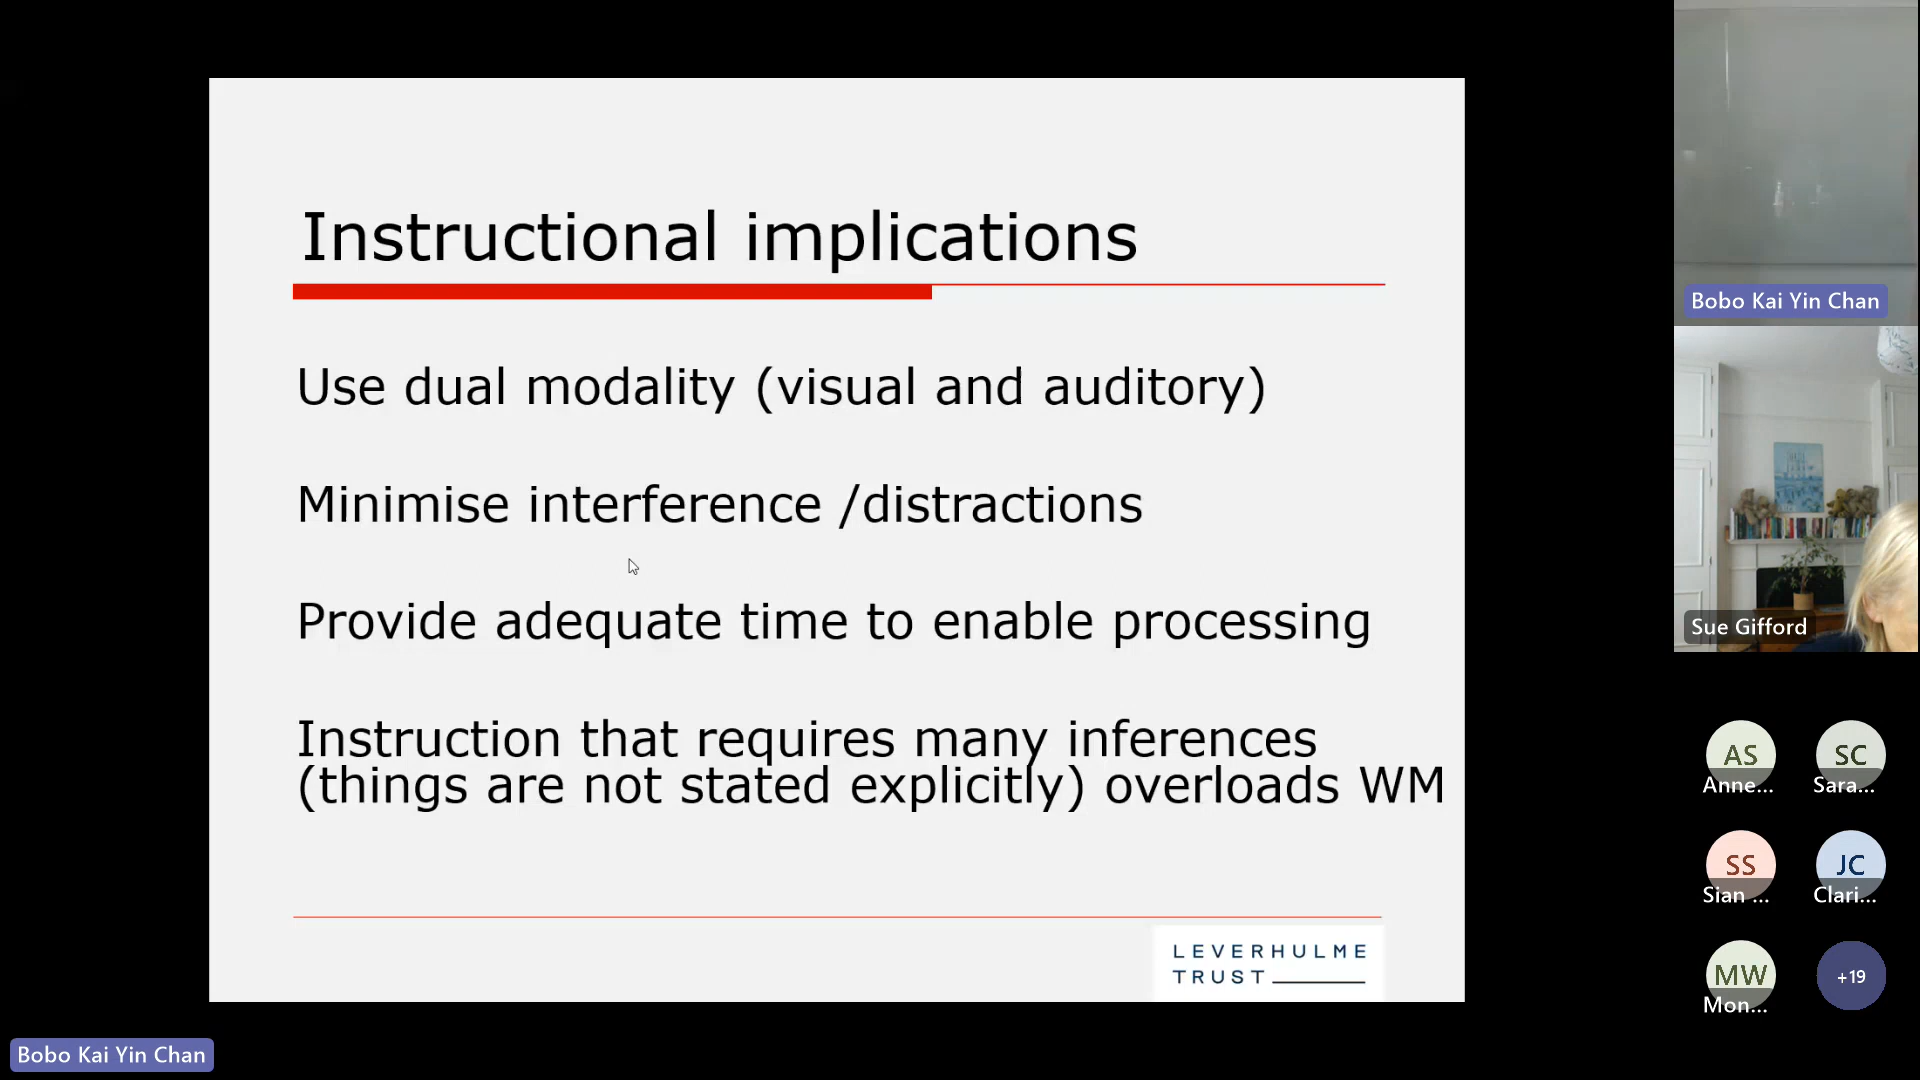 Instructional implications
Use dual modality (visual and auditory)
Minimise interference /distractions
Provide adequate time to enable processing
Instruction that requires many inferences
(things are not stated explicitly) overloads WM
LEVERHULME
TRUST
Bobo Kai Yin Chan
Sue Gifford
AS
Anne...
SC
Sara...
SS
Sian ...
JC
Clari...
MW
Mon...
+19
Bobo Kai Yin Chan